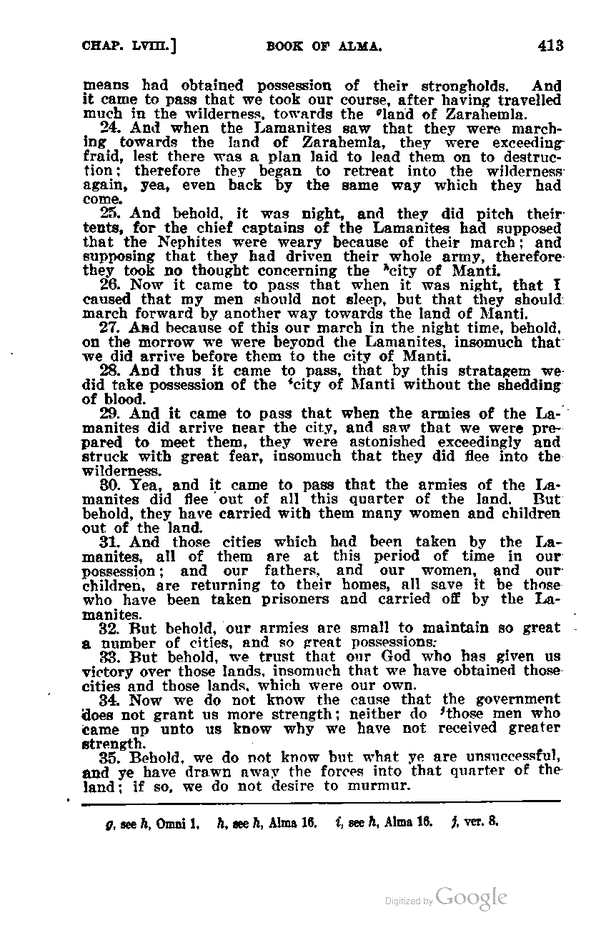 CHAP. LVIII.] BOOK OF ALMA. 413
means had obtained possession of their strongholds. And
it came to pass that we took our course, after having travelled
much in the wilderness, towards the ᵍland of Zarahemla.
24. And when the Lamanites saw that they were march-
ing towards the land of Zarahemla, they were exceeding
fraid, lest there was a plan laid to lead them on to destruc-
tion; therefore they began to retreat into the wilderness
again, yea, even back by the same way which they had
come.
25. And behold, it was night, and they did pitch their
tents, for the chief captains of the Lamanites had supposed
that the Nephites were weary because of their march; and
supposing that they had driven their whole army, therefore
they took no thought concerning the ʰcity of Manti.
26. Now it came to pass that when it was night, that I
caused that my men should not sleep, but that they should
march forward by another way towards the land of Manti.
27. And because of this our march in the night time, behold,
on the morrow we were beyond the Lamanites, insomuch that
we did arrive before them to the city of Manti.
28. And thus it came to pass, that by this stratagem we
did take possession of the ⁱcity of Manti without the shedding
of blood.
29. And it came to pass that when the armies of the La-
manites did arrive near the city, and saw that we were pre-
pared to meet them, they were astonished exceedingly and
struck with great fear, insomuch that they did flee into the
wilderness.
30. Yea, and it came to pass that the armies of the La-
manites did flee out of all this quarter of the land. But
behold, they have carried with them many women and children
out of the land.
31. And those cities which had been taken by the La-
manites, all of them are at this period of time in our
possession; and our fathers, and our women, and our
children, are returning to their homes, all save it be those
who have been taken prisoners and carried off by the La-
manites.
32. But behold, our armies are small to maintain so great
a number of cities, and so great possessions.
33. But behold, we trust that our God who has given us
victory over those lands, insomuch that we have obtained those
cities and those lands, which were our own.
34. Now we do not know the cause that the government
does not grant us more strength; neither do ʲthose men who
came up unto us know why we have not received greater
strength.
35. Behold, we do not know but what ye are unsuccessful,
and ye have drawn away the forces into that quarter of the
land; if so, we do not desire to murmur.
g, see h, Omni 1. h, see h, Alma 16. i, see h, Alma 16. j, ver. 8.
Digitized by Google